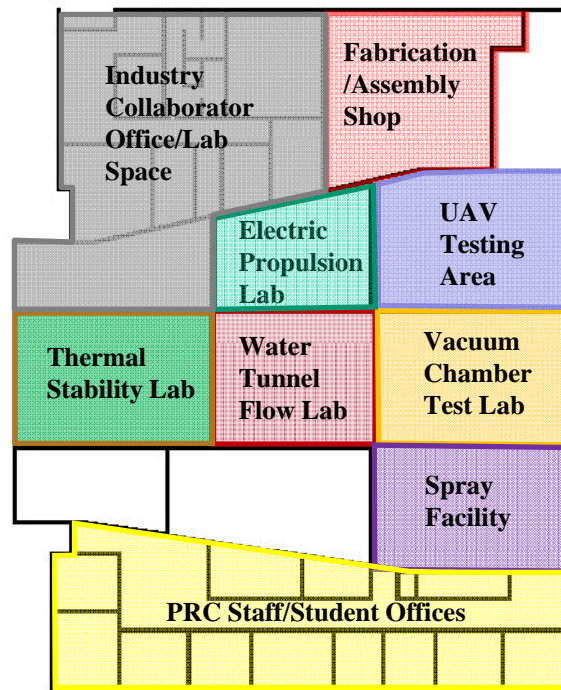 Industry
Collaborator
Office/Lab
Space
Fabrication
/Assembly
Shop
Electric
Propulsion
Lab
UAV
Testing
Area
Thermal
Stability Lab
Water
Tunnel
Flow Lab
Vacuum
Chamber
Test Lab
Spray
Facility
PRC Staff/Student Offices